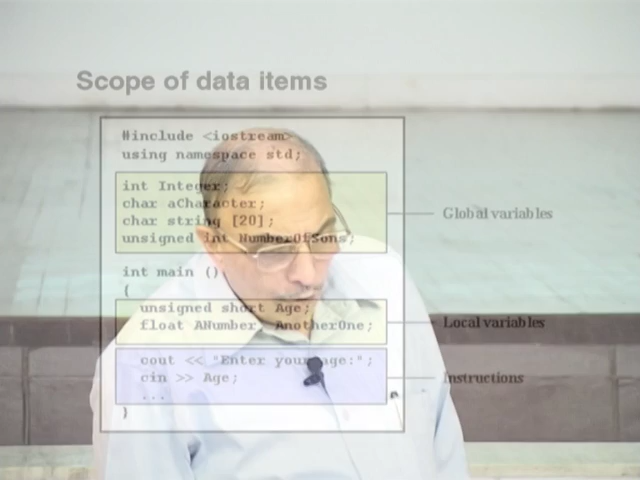 Scope of data items
#include <iostream>
using namespace std;
int Integer;
char aCharacter;
char string [20];
unsigned int NumberOfSons;
Global variables
int main ()
{
unsigned short Age;
float ANumber, AnotherOne;
Local variables
cout << "Enter your age:";
cin >> Age;
...
Instructions
}